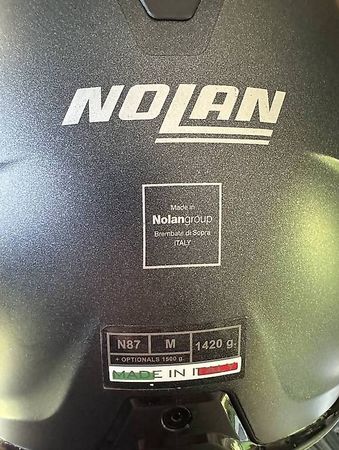 NOLAN
Made in
Nolangroup
Brembate di Sopra
ITALY
N87 M 1420 g.
+ OPTIONALS 1500 g.
MADE IN ITALY